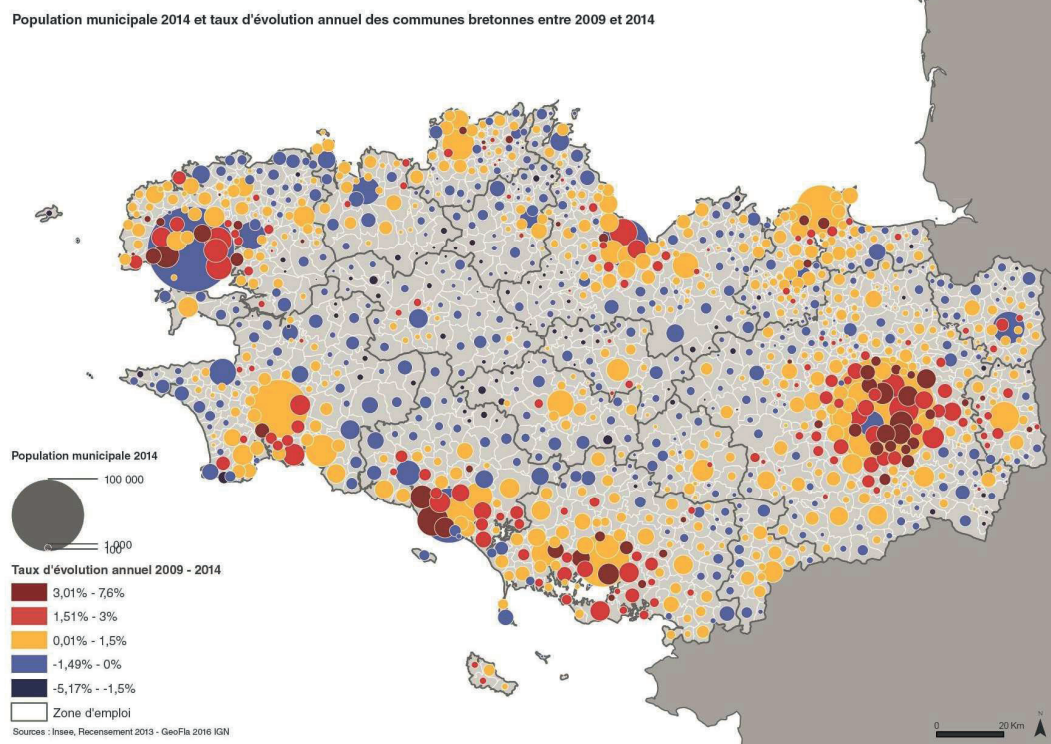 Population municipale 2014 et taux d'évolution annuel des communes bretonnes entre 2009 et 2014
Population municipale 2014
100 000
1 000
100
Taux d'évolution annuel 2009 - 2014
3,01% - 7,6%
1,51% - 3%
0,01% - 1,5%
-1,49% - 0%
-5,17% - -1,5%
Zone d'emploi
Sources : Insee, Recensement 2013 - GeoFla 2016 IGN
0 20 Km
N